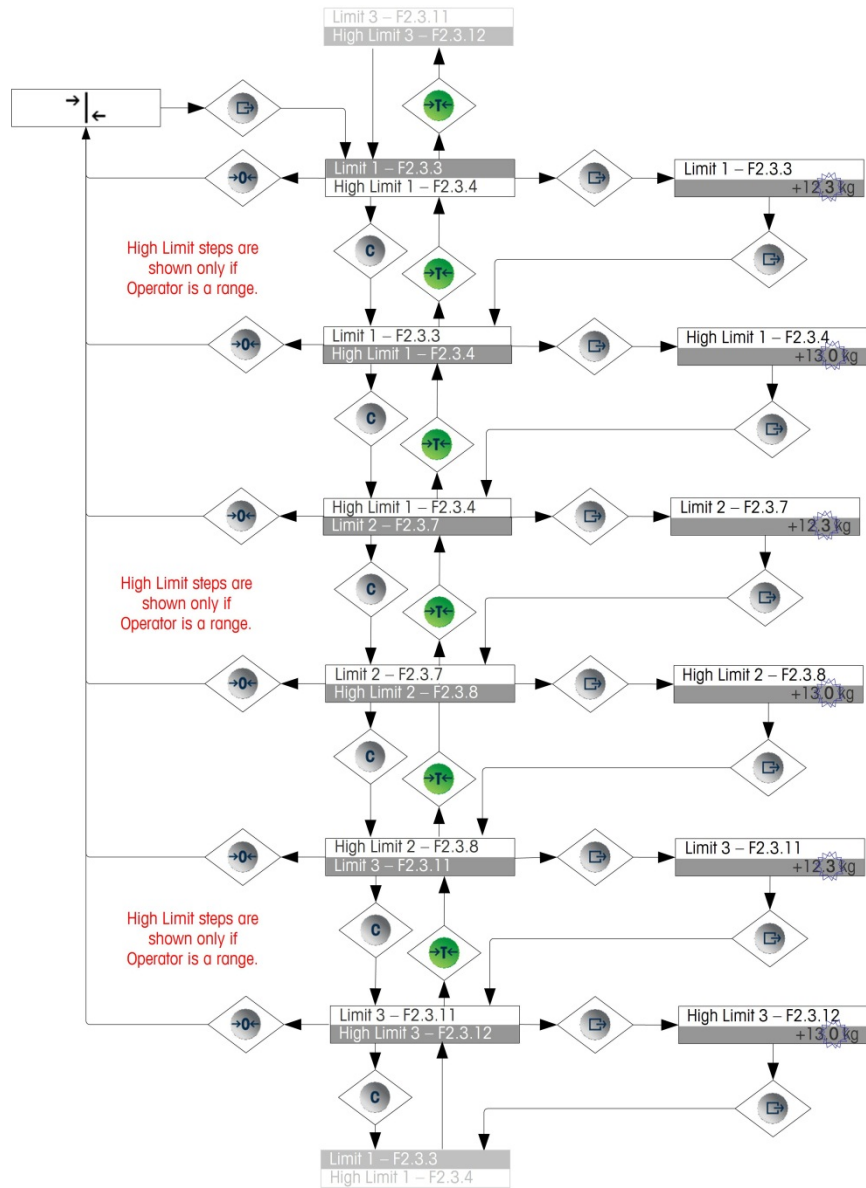 Limit 3 – F2.3.11
High Limit 3 – F2.3.12
→T←
→0←
Limit 1 – F2.3.3
High Limit 1 – F2.3.4
Limit 1 – F2.3.3
+12.3 kg
High Limit steps are
shown only if
Operator is a range.
C
→T←
→0←
Limit 1 – F2.3.3
High Limit 1 – F2.3.4
High Limit 1 – F2.3.4
+13.0 kg
C
→T←
→0←
High Limit 1 – F2.3.4
Limit 2 – F2.3.7
Limit 2 – F2.3.7
+12.3 kg
High Limit steps are
shown only if
Operator is a range.
C
→T←
→0←
Limit 2 – F2.3.7
High Limit 2 – F2.3.8
High Limit 2 – F2.3.8
+13.0 kg
C
→T←
→0←
High Limit 2 – F2.3.8
Limit 3 – F2.3.11
Limit 3 – F2.3.11
+12.3 kg
High Limit steps are
shown only if
Operator is a range.
C
→T←
→0←
Limit 3 – F2.3.11
High Limit 3 – F2.3.12
High Limit 3 – F2.3.12
+13.0 kg
C
Limit 1 – F2.3.3
High Limit 1 – F2.3.4